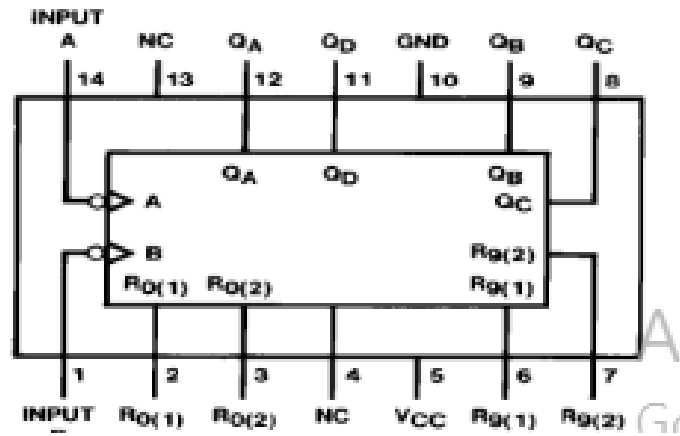 INPUT
A NC QA QD GND QB QC
14 13 12 11 10 9 8
QA QD QB
A QC
B R9(2)
R0(1) R0(2) R9(1)
1 2 3 4 5 6 7
INPUT R0(1) R0(2) NC VCC R9(1) R9(2)